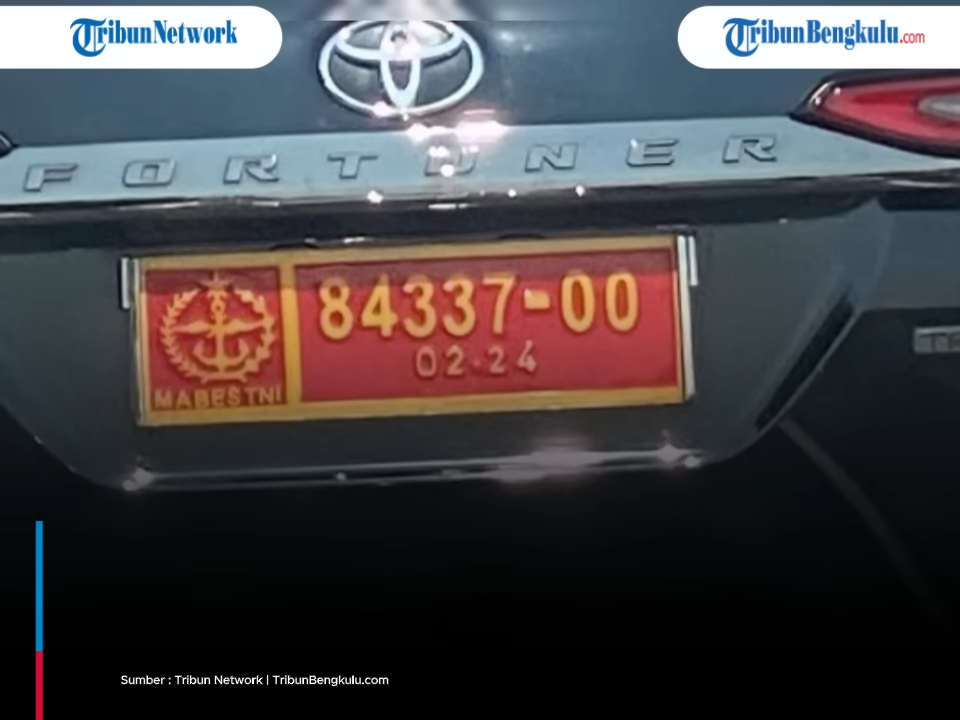 TribunNetwork
TribunBengkulu.com
FORTUNER
84337-00
02·24
MABESTNI
Sumber : Tribun Network | TribunBengkulu.com